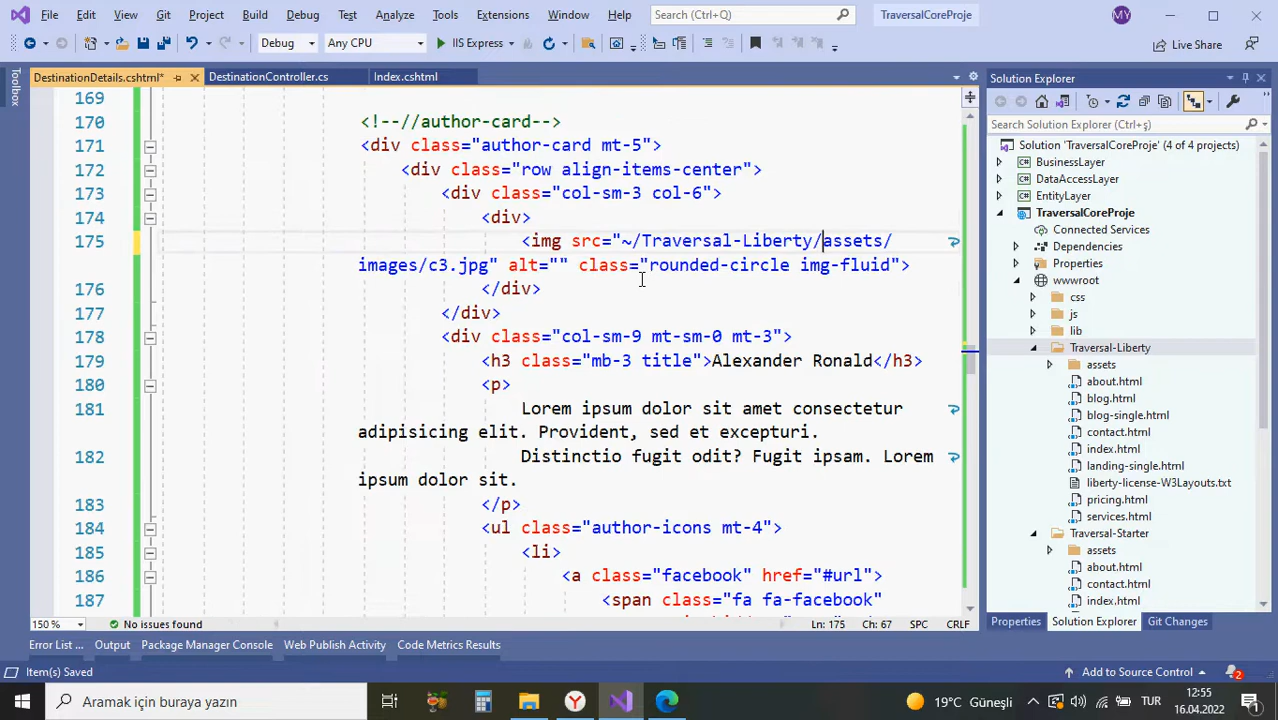 File Edit View Git Project Build Debug Test Analyze Tools Extensions Window Help Search (Ctrl+Q) TraversalCoreProje MY
Debug Any CPU IIS Express Live Share
Toolbox
DestinationDetails.cshtml* DestinationController.cs Index.cshtml
169
170 <!--//author-card-->
171 <div class="author-card mt-5">
172 <div class="row align-items-center">
173 <div class="col-sm-3 col-6">
174 <div>
175 <img src="~/Traversal-Liberty/assets/
images/c3.jpg" alt="" class="rounded-circle img-fluid">
176 </div>
177 </div>
178 <div class="col-sm-9 mt-sm-0 mt-3">
179 <h3 class="mb-3 title">Alexander Ronald</h3>
180 <p>
181 Lorem ipsum dolor sit amet consectetur
adipisicing elit. Provident, sed et excepturi.
182 Distinctio fugit odit? Fugit ipsam. Lorem
ipsum dolor sit.
183 </p>
184 <ul class="author-icons mt-4">
185 <li>
186 <a class="facebook" href="#url">
187 <span class="fa fa-facebook"
150 % No issues found Ln: 175 Ch: 67 SPC CRLF
Solution Explorer
Search Solution Explorer (Ctrl+ş)
Solution 'TraversalCoreProje' (4 of 4 projects)
BusinessLayer
DataAccessLayer
EntityLayer
TraversalCoreProje
Connected Services
Dependencies
Properties
wwwroot
css
js
lib
Traversal-Liberty
assets
about.html
blog.html
blog-single.html
contact.html
index.html
landing-single.html
liberty-license-W3Layouts.txt
pricing.html
services.html
Traversal-Starter
assets
about.html
contact.html
index.html
Properties Solution Explorer Git Changes
Error List ... Output Package Manager Console Web Publish Activity Code Metrics Results
Item(s) Saved Add to Source Control 2
Aramak için buraya yazın 19°C Güneşli TUR 12:55
16.04.2022 1